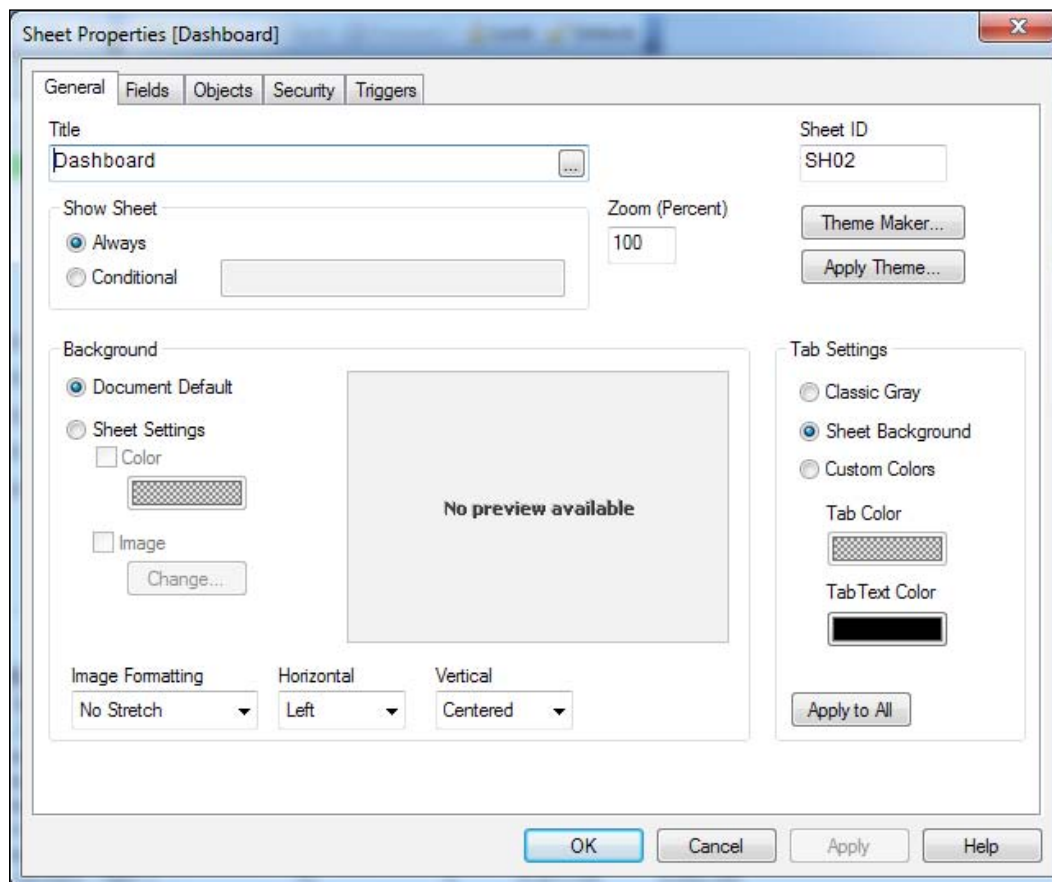 Sheet Properties [Dashboard]
General Fields Objects Security Triggers
Title
Dashboard
...
Sheet ID
SH02
Show Sheet
Always
Conditional
Zoom (Percent)
100
Theme Maker...
Apply Theme...
Background
Document Default
Sheet Settings
Color
Image
Change...
No preview available
Image Formatting
No Stretch
Horizontal
Left
Vertical
Centered
Tab Settings
Classic Gray
Sheet Background
Custom Colors
Tab Color
Tab Text Color
Apply to All
OK Cancel Apply Help